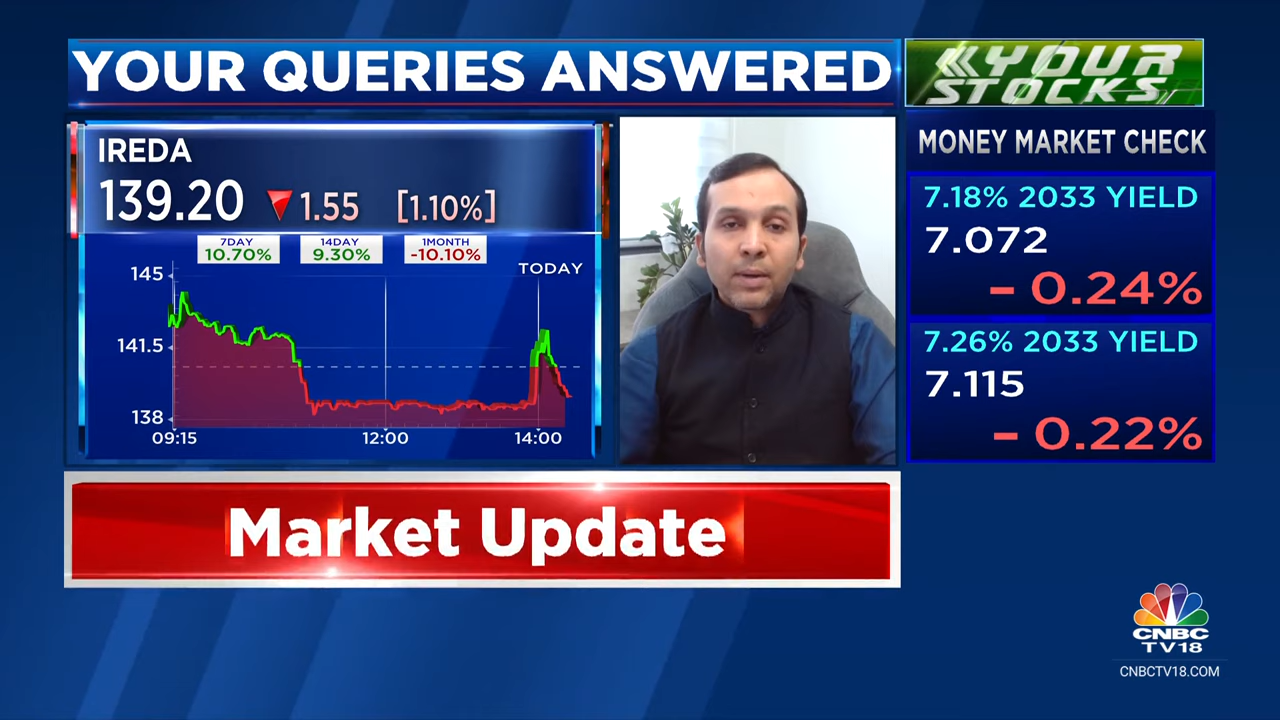 YOUR QUERIES ANSWERED
YOUR
STOCKS
IREDA
139.20 ▼ 1.55 [1.10%]
7DAY
10.70%
14DAY
9.30%
1MONTH
-10.10%
TODAY
145
141.5
138
09:15
12:00
14:00
MONEY MARKET CHECK
7.18% 2033 YIELD
7.072
- 0.24%
7.26% 2033 YIELD
7.115
- 0.22%
Market Update
CNBC
TV18
CNBCTV18.COM